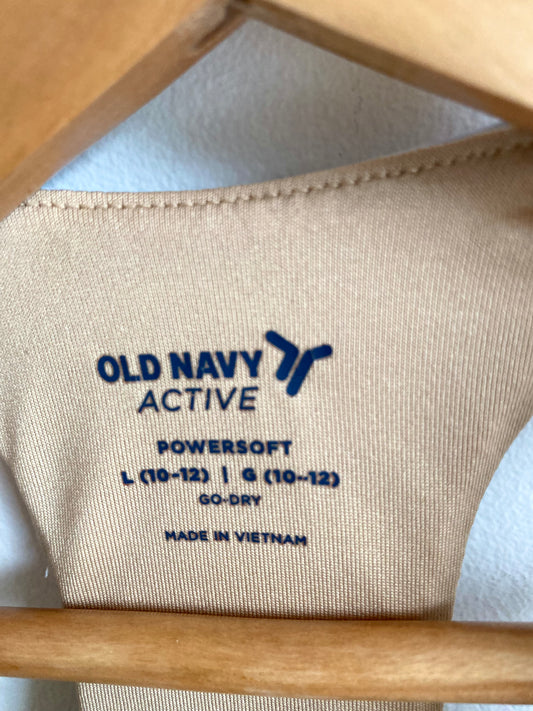 OLD NAVY
ACTIVE
POWERSOFT
L (10-12) | G (10-12)
GO-DRY
MADE IN VIETNAM